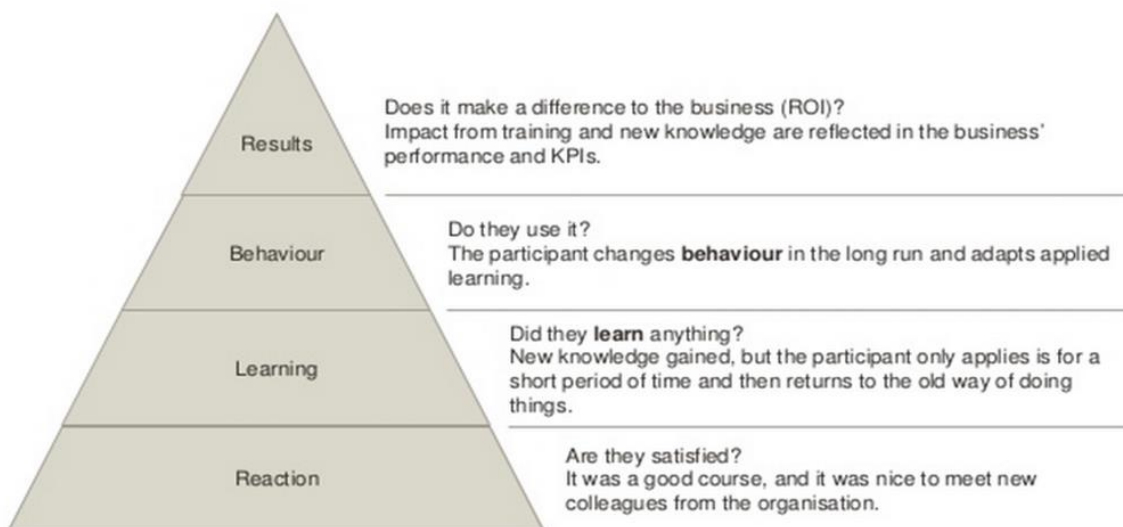 Results
Does it make a difference to the business (ROI)?
Impact from training and new knowledge are reflected in the business'
performance and KPIs.
Behaviour
Do they use it?
The participant changes behaviour in the long run and adapts applied
learning.
Learning
Did they learn anything?
New knowledge gained, but the participant only applies is for a
short period of time and then returns to the old way of doing
things.
Reaction
Are they satisfied?
It was a good course, and it was nice to meet new
colleagues from the organisation.